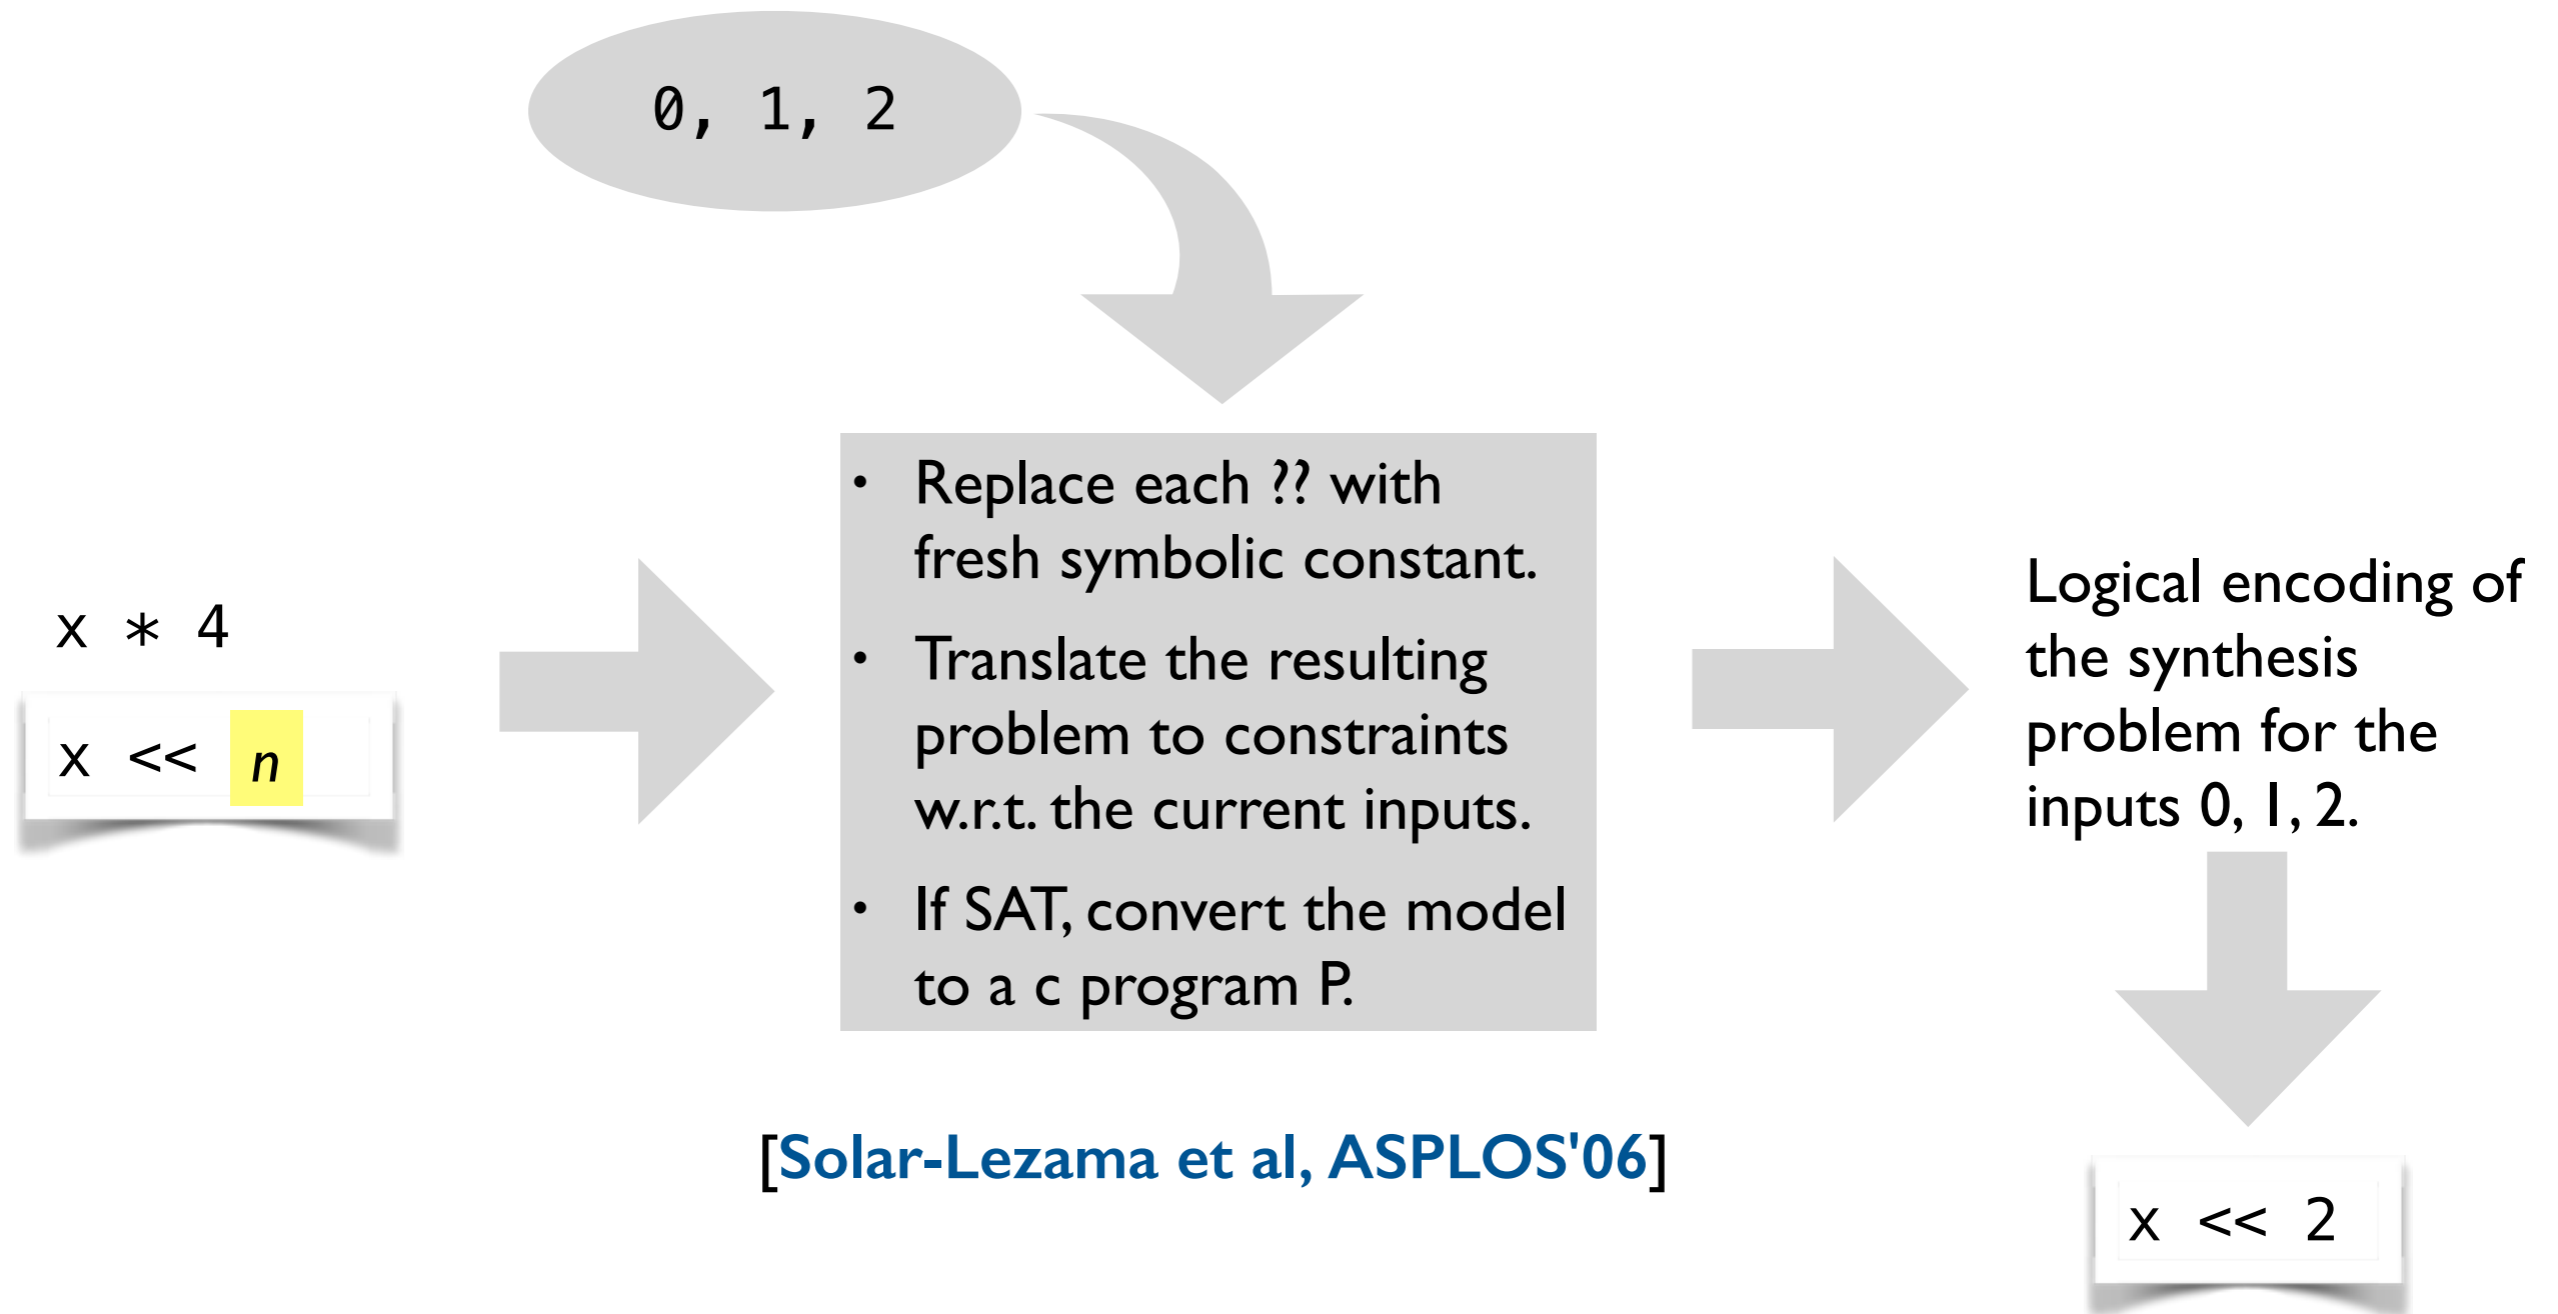 0, 1, 2
x * 4
x << n
• Replace each ?? with
fresh symbolic constant.
• Translate the resulting
problem to constraints
w.r.t. the current inputs.
• If SAT, convert the model
to a c program P.
Logical encoding of
the synthesis
problem for the
inputs 0, 1, 2.
[Solar-Lezama et al, ASPLOS'06]
x << 2